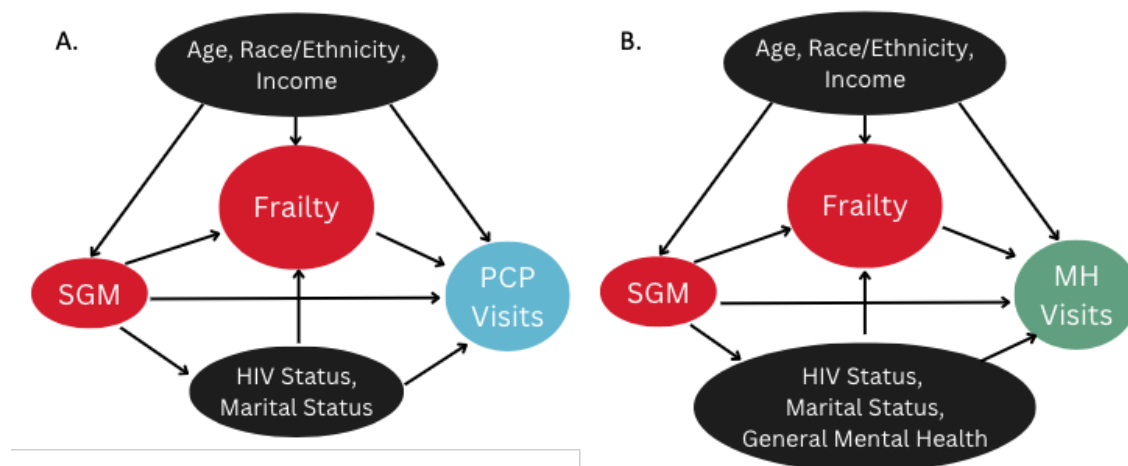 A.
Age, Race/Ethnicity,
Income
Frailty
SGM
PCP
Visits
HIV Status,
Marital Status
B.
Age, Race/Ethnicity,
Income
Frailty
SGM
MH
Visits
HIV Status,
Marital Status,
General Mental Health